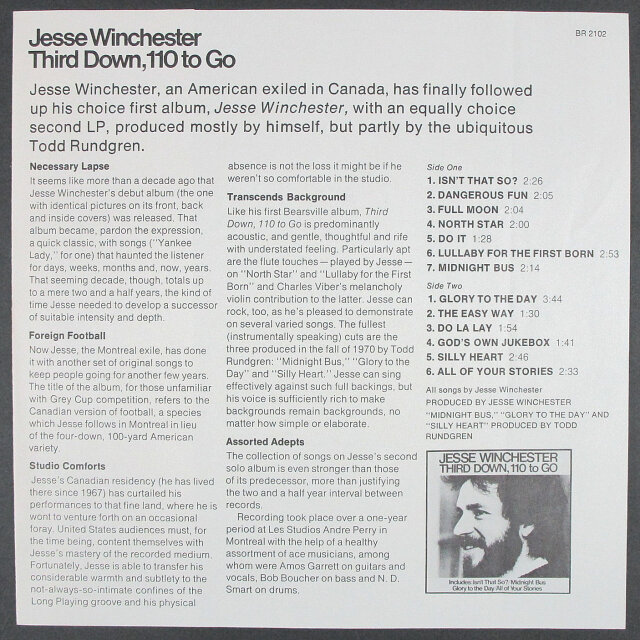 Jesse Winchester
Third Down, 110 to Go
BR 2102
Jesse Winchester, an American exiled in Canada, has finally followed
up his choice first album, Jesse Winchester, with an equally choice
second LP, produced mostly by himself, but partly by the ubiquitous
Todd Rundgren.
Necessary Lapse
It seems like more than a decade ago that
Jesse Winchester's debut album (the one
with identical pictures on its front, back
and inside covers) was released. That
album became, pardon the expression,
a quick classic, with songs ("Yankee
Lady," for one) that haunted the listener
for days, weeks, months and, now, years.
That seeming decade, though, totals up
to a mere two and a half years, the kind of
time Jesse needed to develop a successor
of suitable intensity and depth.
Foreign Football
Now Jesse, the Montreal exile, has done
it with another set of original songs to
keep people going for another few years.
The title of the album, for those unfamiliar
with Grey Cup competition, refers to the
Canadian version of football, a species
which Jesse follows in Montreal in lieu
of the four-down, 100-yard American
variety.
Studio Comforts
Jesse's Canadian residency (he has lived
there since 1967) has curtailed his
performances to that fine land, where he is
wont to venture forth on an occasional
foray. United States audiences must, for
the time being, content themselves with
Jesse's mastery of the recorded medium.
Fortunately, Jesse is able to transfer his
considerable warmth and subtlety to the
not-always-so-intimate confines of the
Long Playing groove and his physical
absence is not the loss it might be if he
weren't so comfortable in the studio.
Transcends Background
Like his first Bearsville album, Third
Down, 110 to Go is predominantly
acoustic, and gentle, thoughtful and rife
with understated feeling. Particularly apt
are the flute touches—played by Jesse—
on "North Star" and "Lullaby for the First
Born" and Charles Viber's melancholy
violin contribution to the latter. Jesse can
rock, too, as he's pleased to demonstrate
on several varied songs. The fullest
(instrumentally speaking) cuts are the
three produced in the fall of 1970 by Todd
Rundgren: "Midnight Bus," "Glory to the
Day" and "Silly Heart." Jesse can sing
effectively against such full backings, but
his voice is sufficiently rich to make
backgrounds remain backgrounds, no
matter how simple or elaborate.
Assorted Adepts
The collection of songs on Jesse's second
solo album is even stronger than those of
its predecessor, more than justifying
the two and a half year interval between
records.
Recording took place over a one-year
period at Les Studios Andre Perry in
Montreal with the help of a healthy
assortment of ace musicians, among
whom were Amos Garrett on guitars and
vocals, Bob Boucher on bass and N. D.
Smart on drums.
Side One
1. ISN'T THAT SO? 2:26
2. DANGEROUS FUN 2:05
3. FULL MOON 2:04
4. NORTH STAR 2:00
5. DO IT 1:28
6. LULLABY FOR THE FIRST BORN 2:53
7. MIDNIGHT BUS 2:14
Side Two
1. GLORY TO THE DAY 3:44
2. THE EASY WAY 1:30
3. DO LA LAY 1:54
4. GOD'S OWN JUKEBOX 1:41
5. SILLY HEART 2:46
6. ALL OF YOUR STORIES 2:33
All songs by Jesse Winchester
PRODUCED BY JESSE WINCHESTER
"MIDNIGHT BUS," "GLORY TO THE DAY" AND
"SILLY HEART" PRODUCED BY TODD
RUNDGREN
JESSE WINCHESTER
THIRD DOWN, 110 to GO
Includes Isn't That So? Midnight Bus
Glory to the Day All of Your Stories